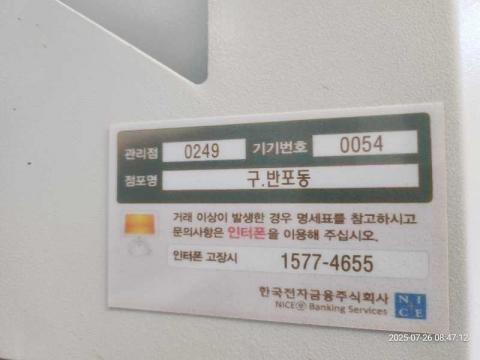 관리점 0249 기기번호 0054
점포명 구.반포동
거래 이상이 발생한 경우 명세표를 참고하시고
문의사항은 인터폰을 이용해 주십시오.
인터폰 고장시 1577-4655
한국전자금융주식회사
NICE Banking Services
NICE
2025-07-26 08:47:12